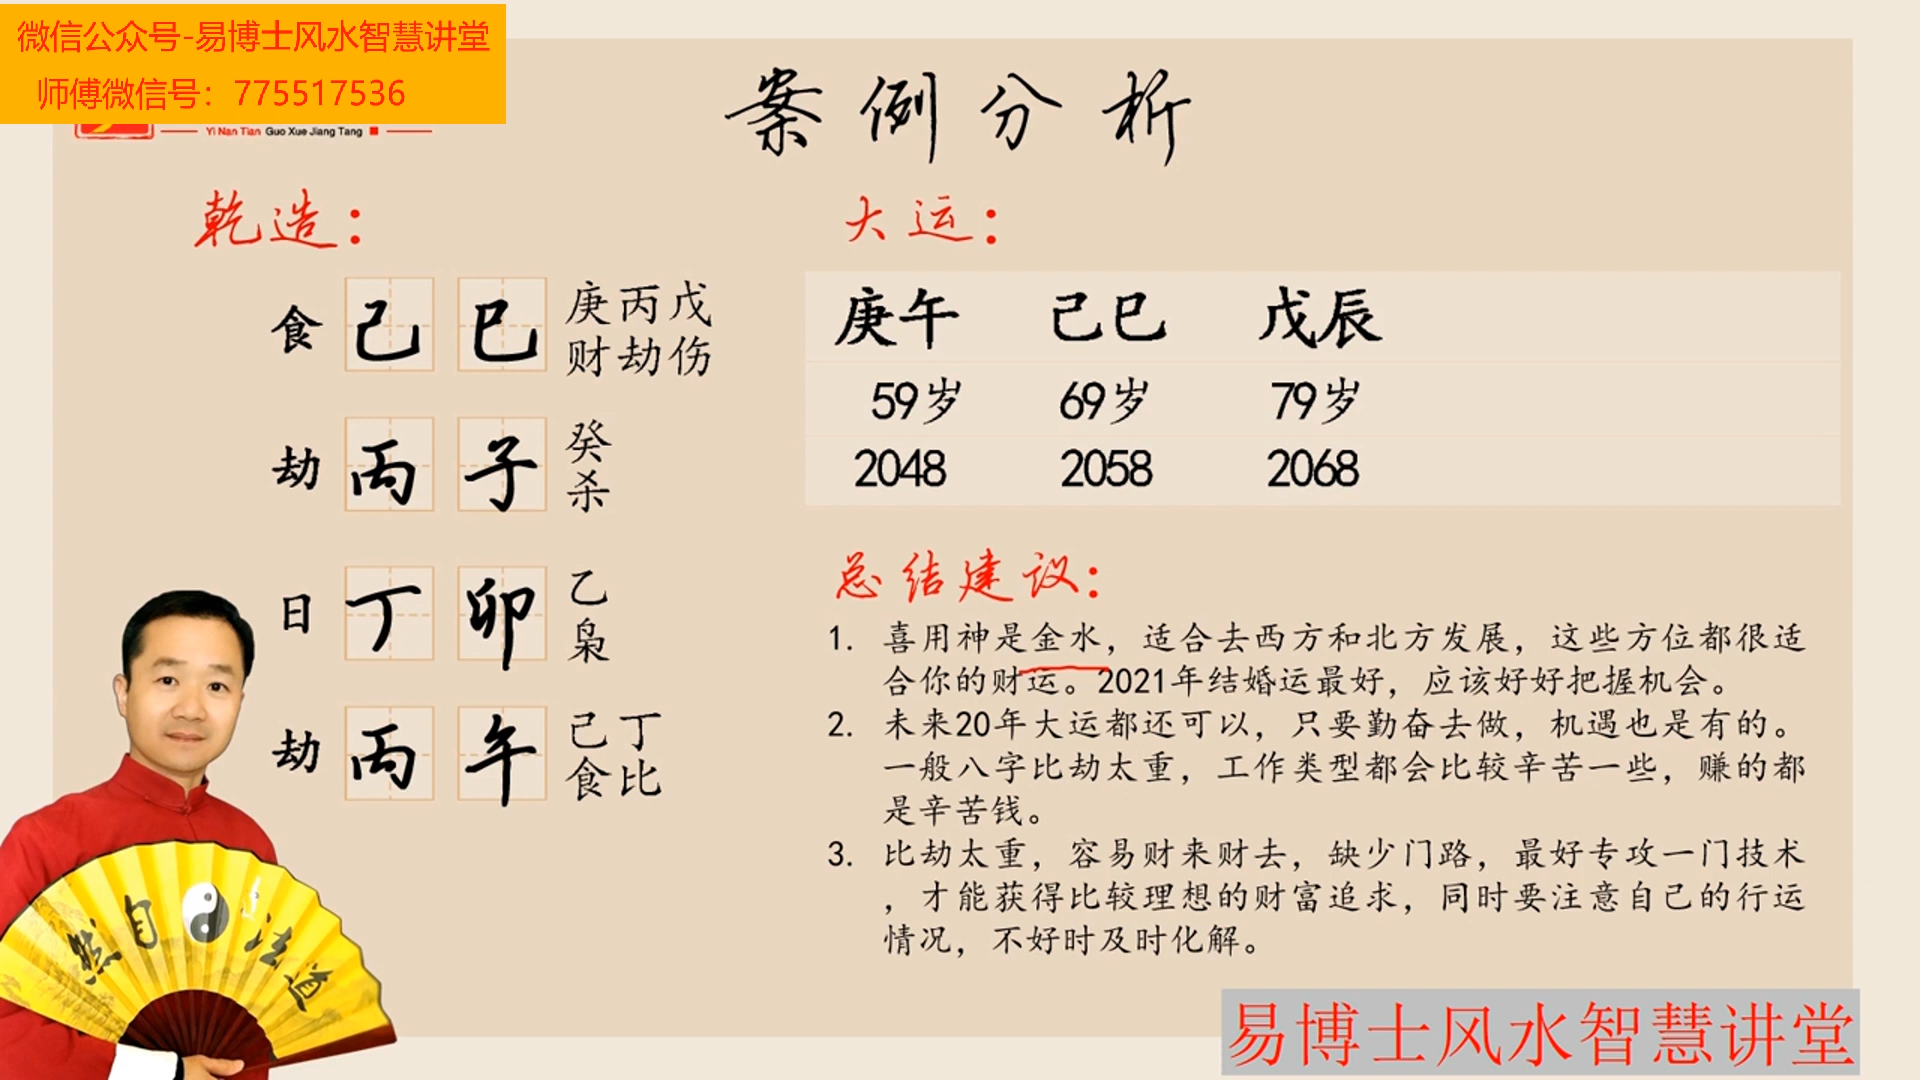 微信公众号-易博士风水智慧讲堂
师傅微信号：775517536
Yi Nan Tian Guo Xue Jiang Tang
案例分析
乾造：
食 己 巳 庚丙戊
财劫伤
劫 丙 子 癸
杀
日 丁 卯 乙
枭
劫 丙 午 己丁
食比
大运：
庚午 己巳 戊辰
59岁 69岁 79岁
2048 2058 2068
总结建议：
1. 喜用神是金水，适合去西方和北方发展，这些方位都很适
合你的财运。2021年结婚运最好，应该好好把握机会。
2. 未来20年大运都还可以，只要勤奋去做，机遇也是有的。
一般八字比劫太重，工作类型都会比较辛苦一些，赚的都
是辛苦钱。
3. 比劫太重，容易财来财去，缺少门路，最好专攻一门技术
，才能获得比较理想的财富追求，同时要注意自己的行运
情况，不好时及时化解。
然自法道
易博士风水智慧讲堂